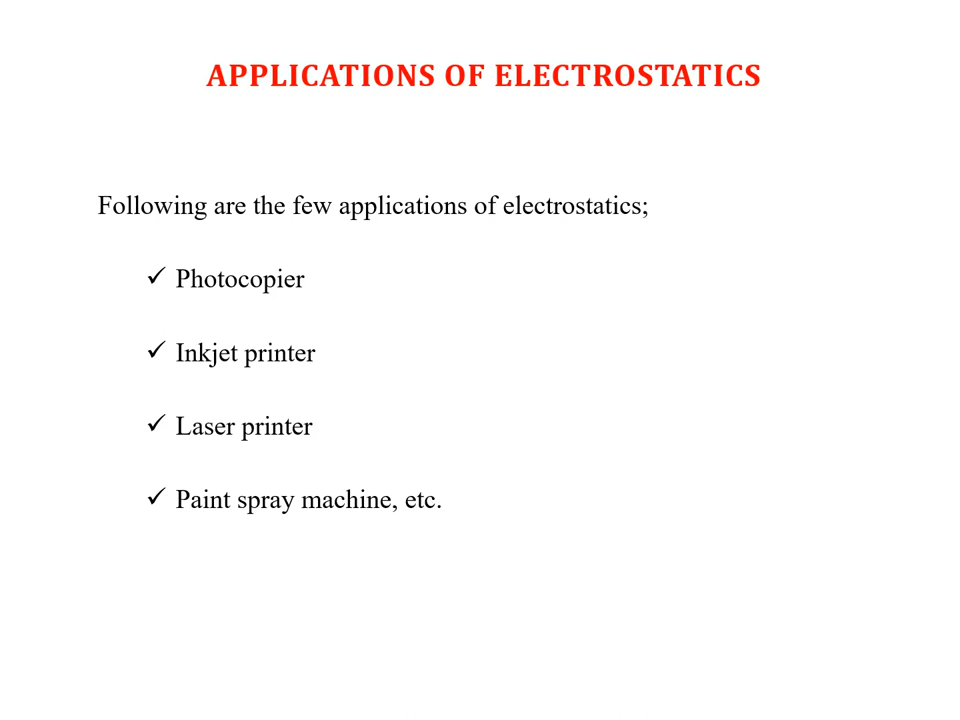 APPLICATIONS OF ELECTROSTATICS
Following are the few applications of electrostatics;
✓ Photocopier
✓ Inkjet printer
✓ Laser printer
✓ Paint spray machine, etc.